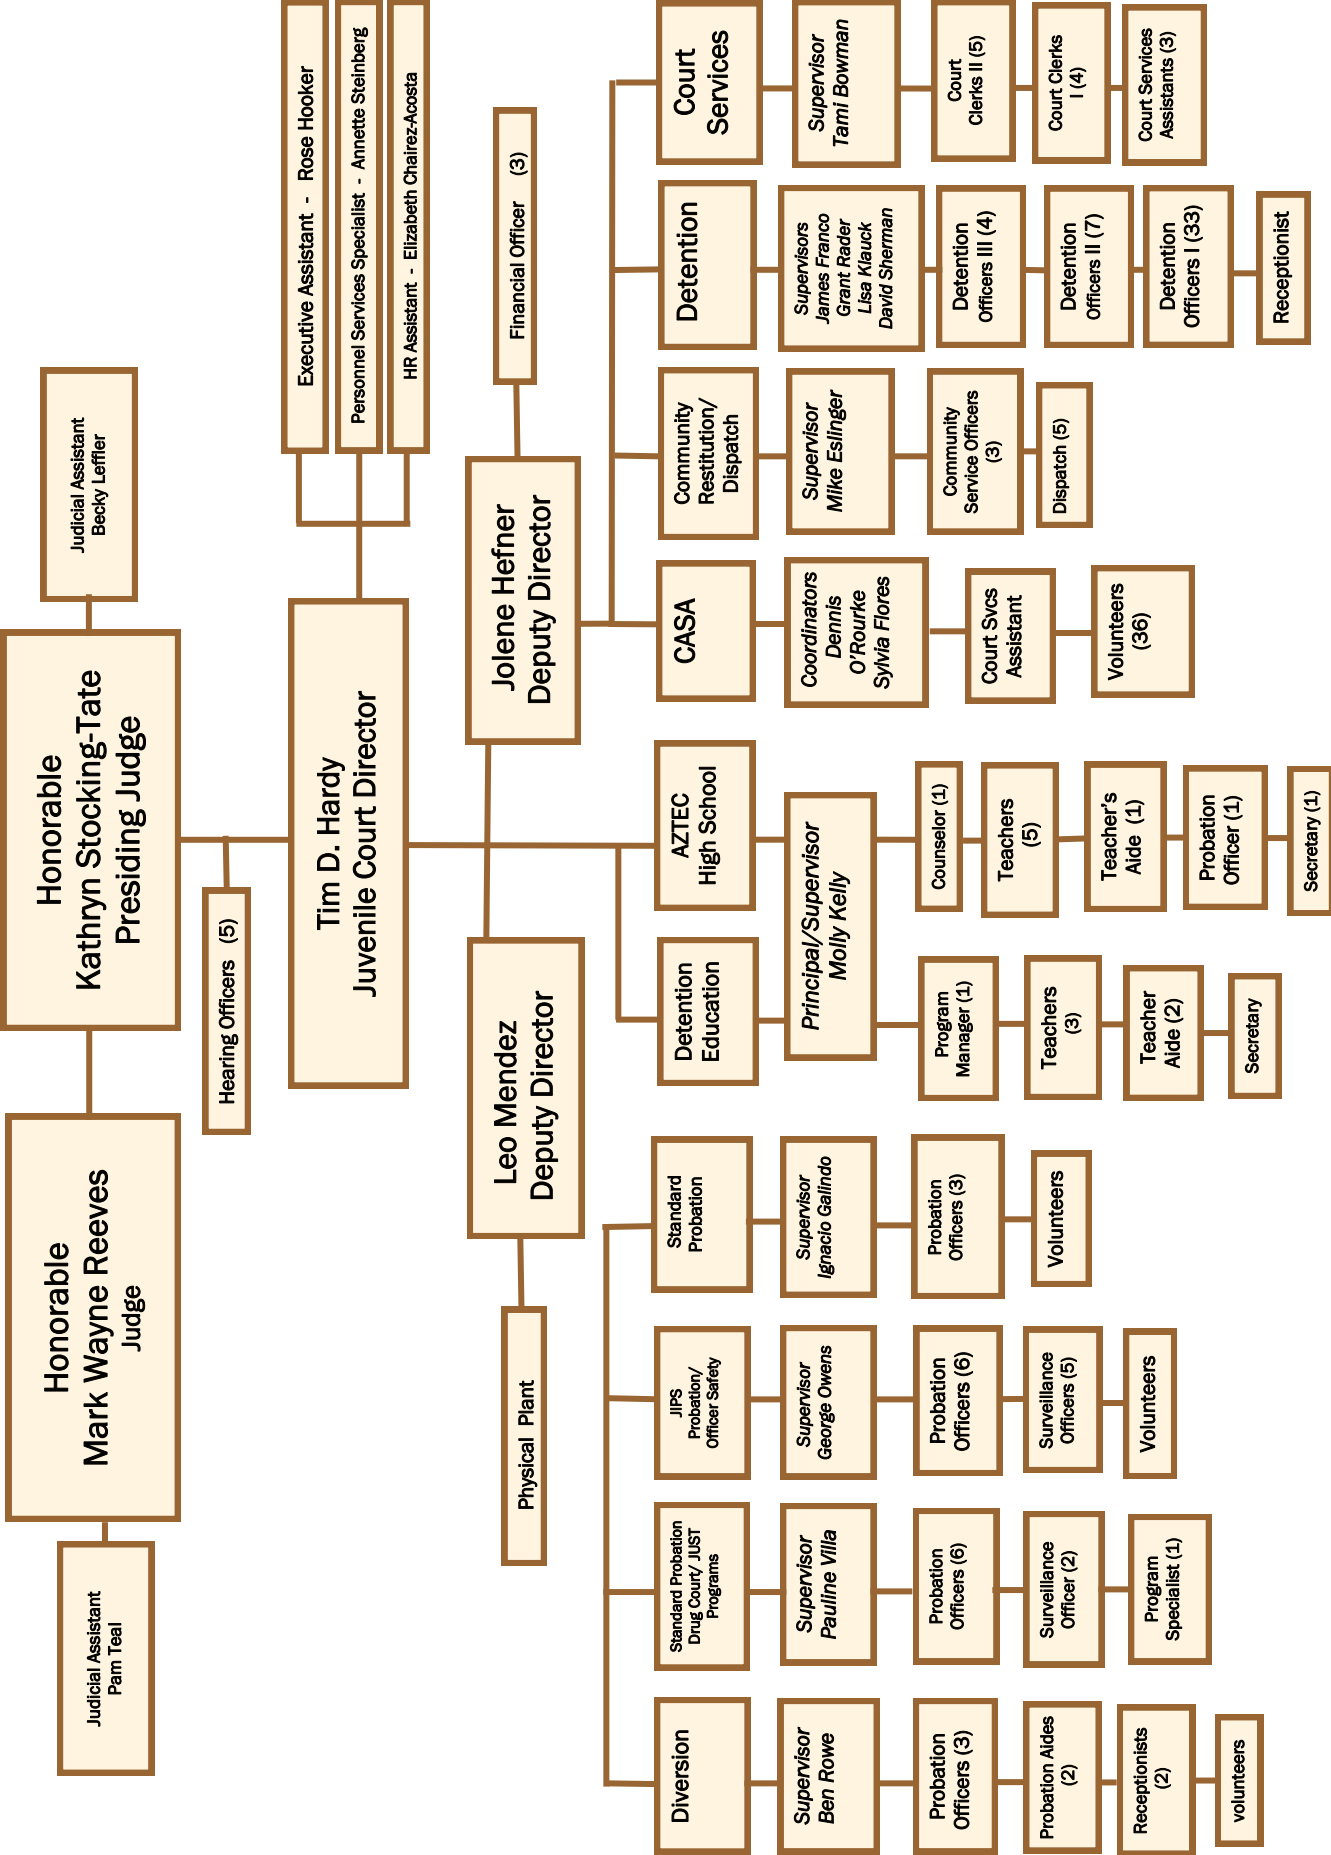 Honorable
Mark Wayne Reeves
Judge
Judicial Assistant
Pam Teal
Honorable
Kathryn Stocking-Tate
Presiding Judge
Judicial Assistant
Becky Leffler
Hearing Officers (5)
Tim D. Hardy
Juvenile Court Director
Executive Assistant - Rose Hooker
Personnel Services Specialist - Annette Steinberg
HR Assistant - Elizabeth Chairez-Acosta
Physical Plant
Leo Mendez
Deputy Director
Jolene Hefner
Deputy Director
Financial Officer (3)
Diversion
Supervisor
Ben Rowe
Probation
Officers (3)
Probation Aides
(2)
Receptionists
(2)
volunteers
Standard Probation
Drug Court/ JUST
Programs
Supervisor
Pauline Villa
Probation
Officers (6)
Surveillance
Officer (2)
Program
Specialist (1)
JIPS
Probation/
Officer Safety
Supervisor
George Owens
Probation
Officers (6)
Surveillance
Officers (5)
Volunteers
Standard
Probation
Supervisor
Ignacio Galindo
Probation
Officers (3)
Volunteers
Detention
Education
AZTEC
High School
Principal/Supervisor
Molly Kelly
Program
Manager (1)
Teachers
(3)
Teacher
Aide (2)
Secretary
Counselor (1)
Teachers
(5)
Teacher's
Aide (1)
Probation
Officer (1)
Secretary (1)
CASA
Coordinators
Dennis
O'Rourke
Sylvia Flores
Court Svcs
Assistant
Volunteers
(36)
Community
Restitution/
Dispatch
Supervisor
Mike Eslinger
Community
Service Officers
(3)
Dispatch (5)
Detention
Supervisors
James Franco
Grant Rader
Lisa Klauck
David Sherman
Detention
Officers III (4)
Detention
Officers II (7)
Detention
Officers I (33)
Receptionist
Court
Services
Supervisor
Tami Bowman
Court
Clerks II (5)
Court Clerks
I (4)
Court Services
Assistants (3)